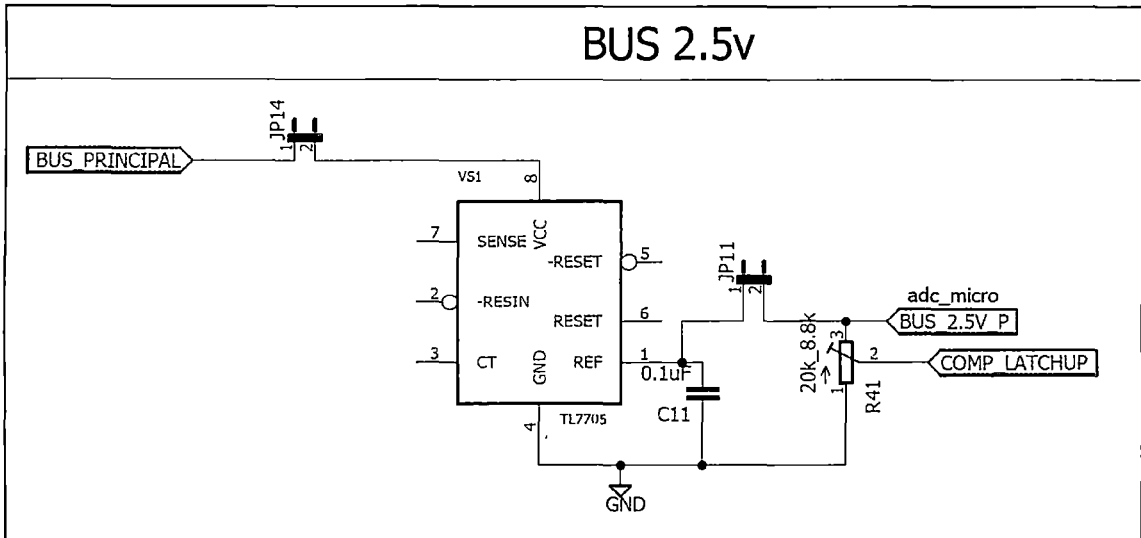 BUS 2.5v
JP14
1 2
BUS_PRINCIPAL
VS1
8
VCC
7 SENSE
-RESET 5
2 -RESIN
RESET 6
3 CT
GND
REF 1
4
TL7705
0.1uF
C11
JP11
1 2
adc_micro
BUS_2.5V_P
20k_8.8k
3
2
COMP_LATCHUP
1
R41
GND